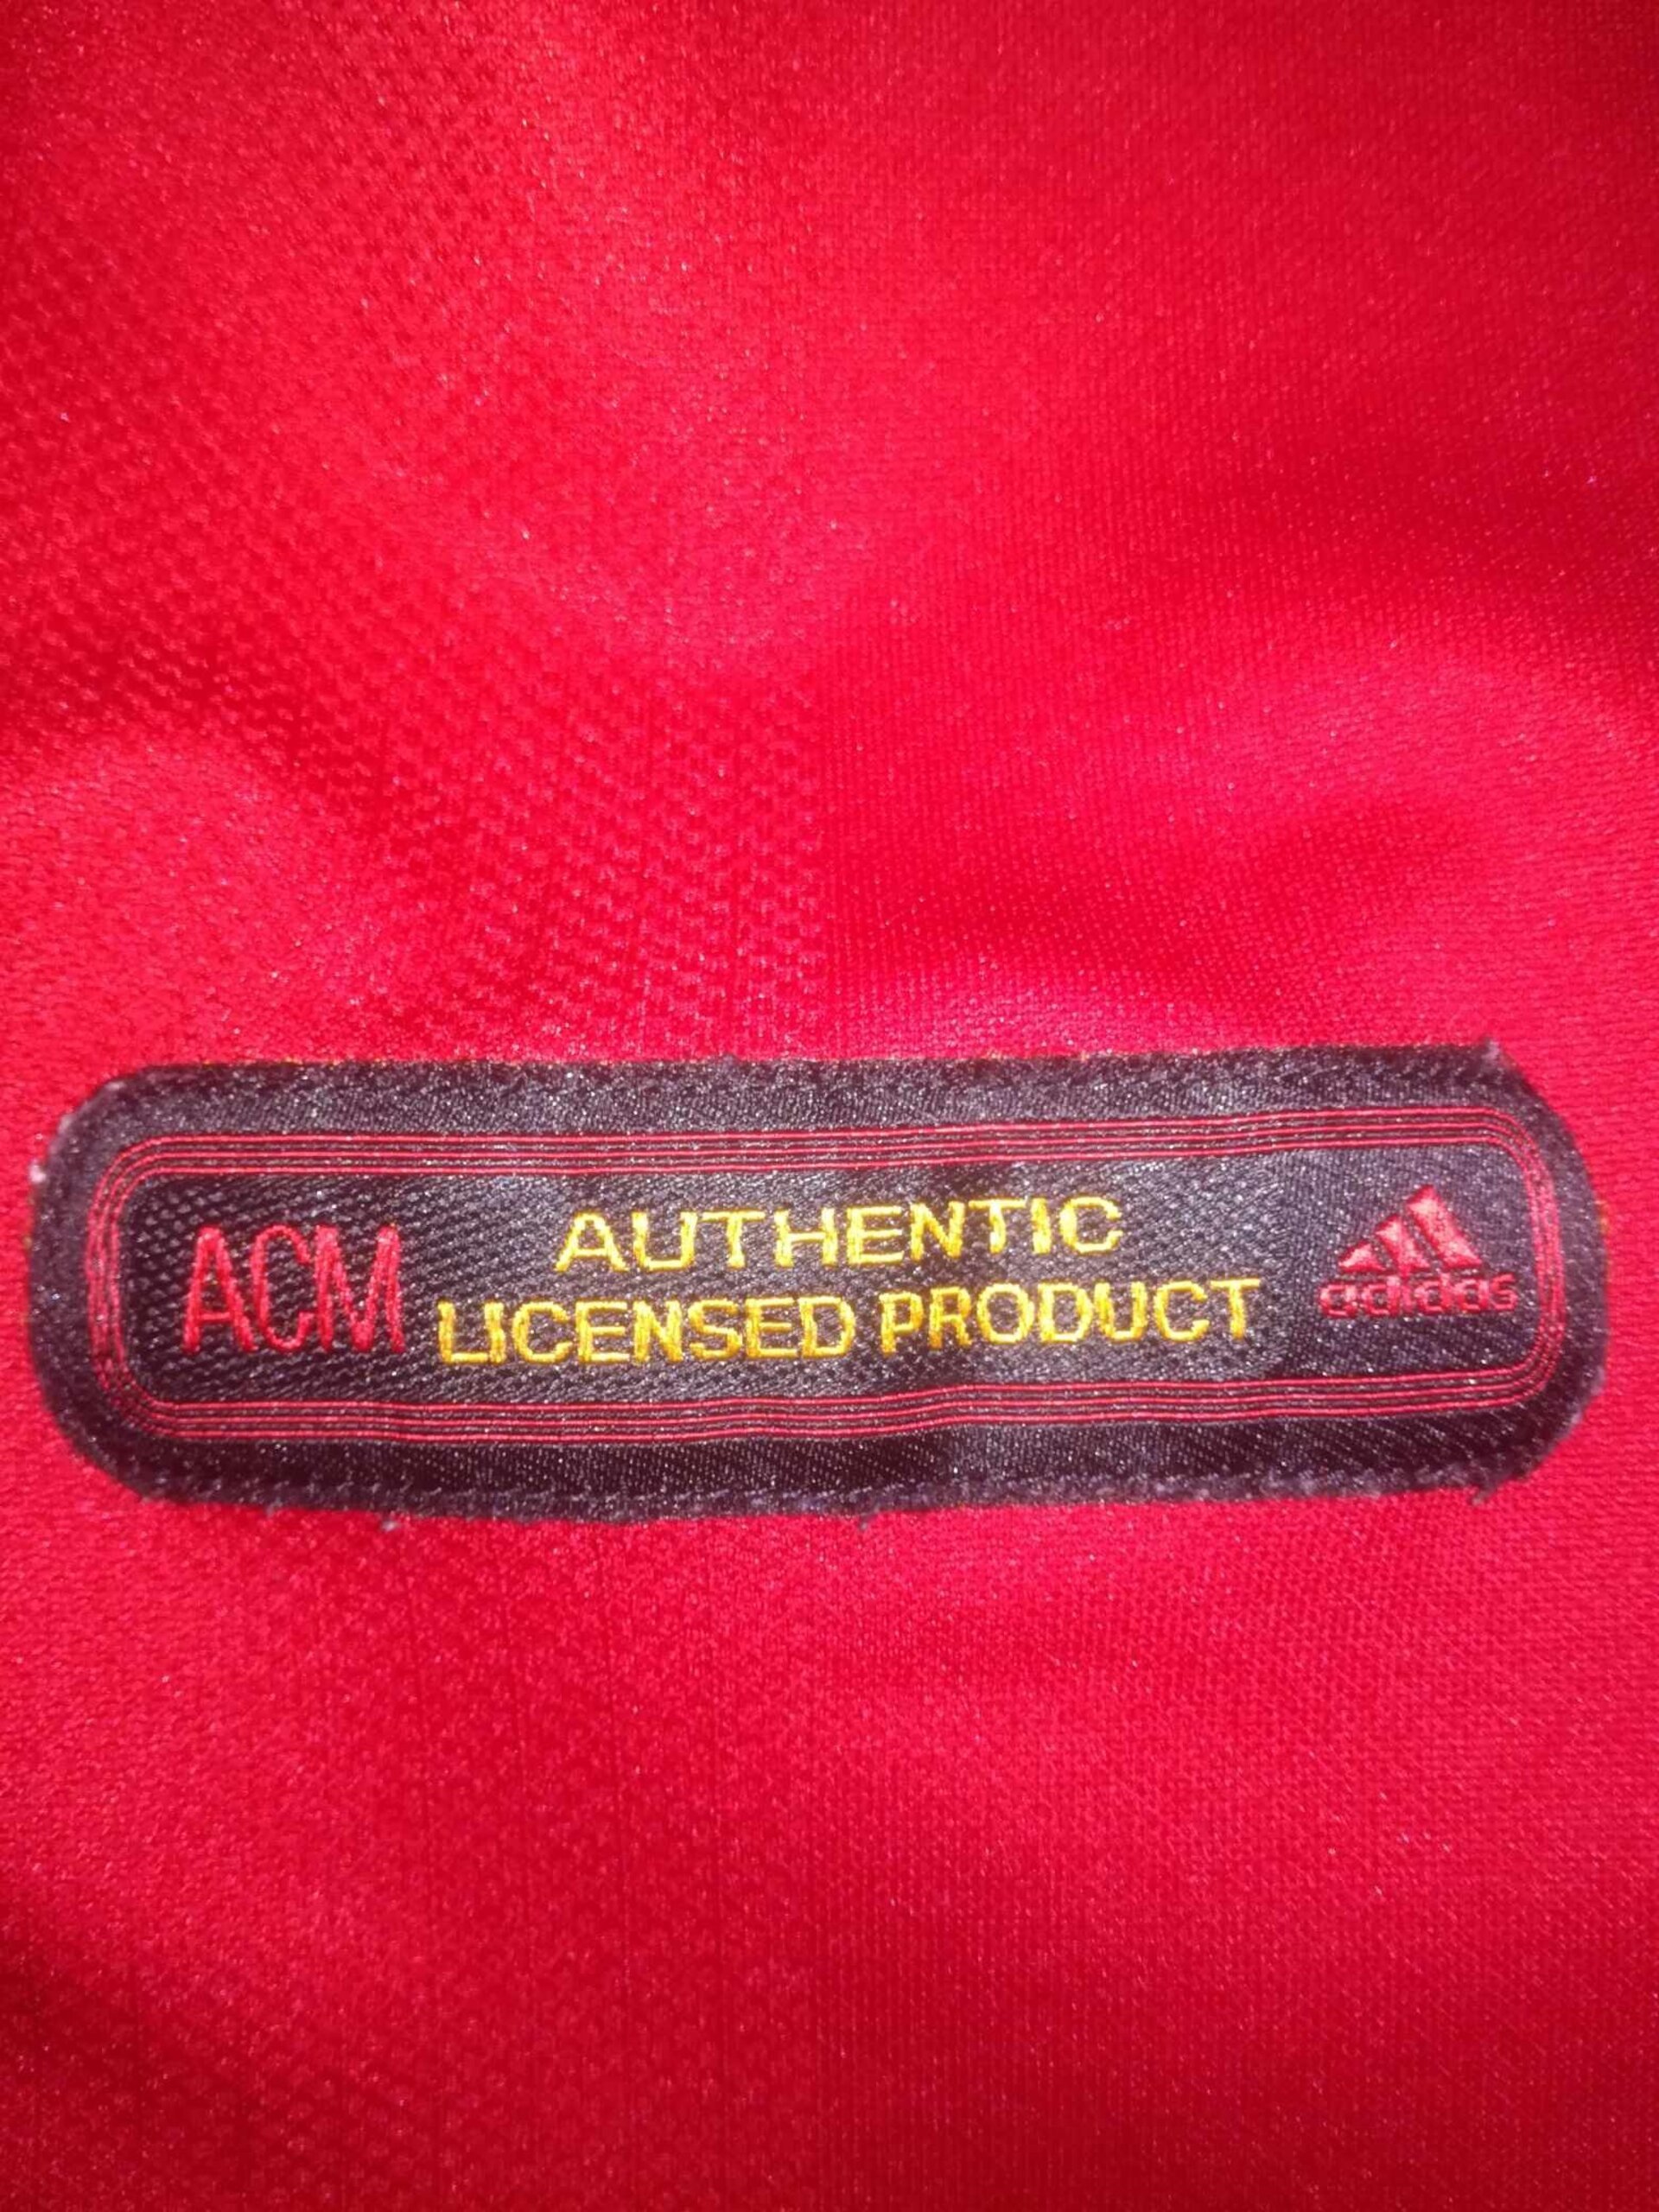 ACM
AUTHENTIC
LICENSED PRODUCT
adidas